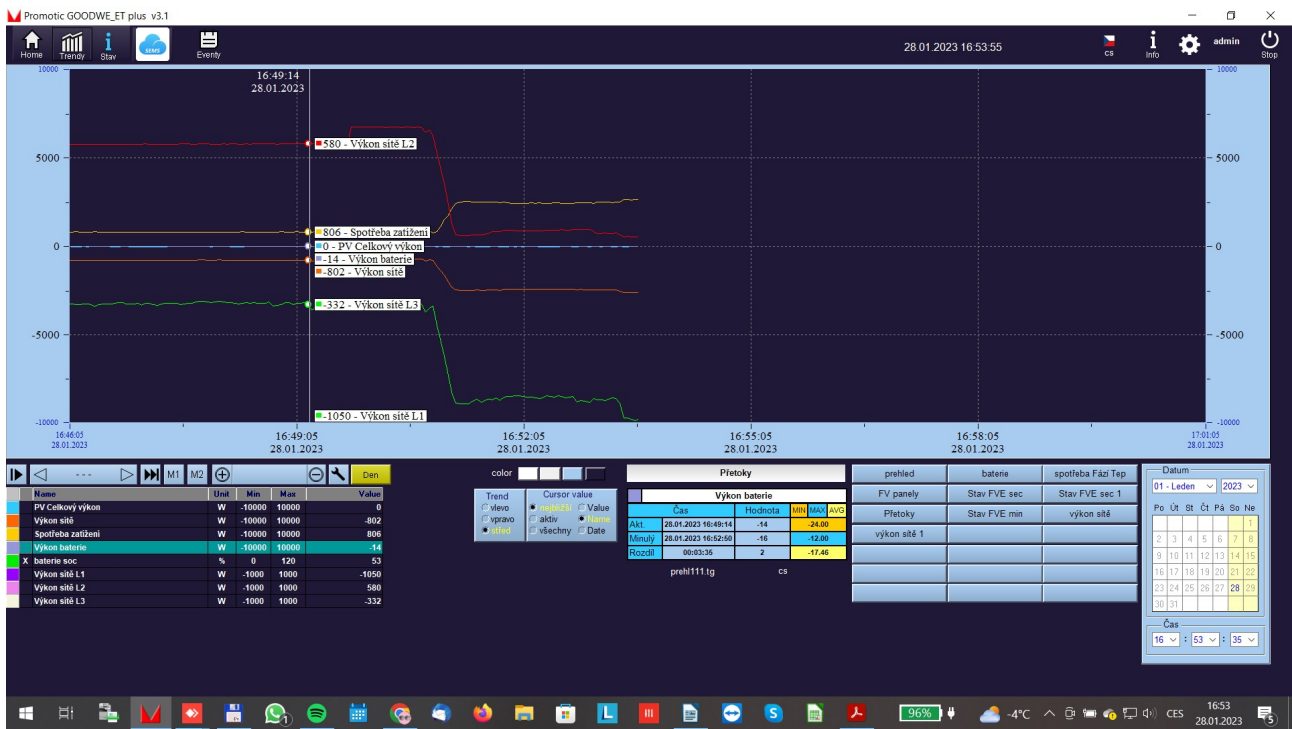 Promotic GOODWE_ET plus v3.1
Home Trendy Stav SEMS Eventy 28.01.2023 16:53:55 cs Info admin Stop
10000 10000
16:49:14
28.01.2023
580 - Výkon sítě L2
5000 5000
806 - Spotřeba zatížení
0 0 - PV Celkový výkon 0
-14 - Výkon baterie
-802 - Výkon sítě
-332 - Výkon sítě L3
-5000 -5000
-1050 - Výkon sítě L1
-10000 -10000
16:46:05 16:49:05 16:52:05 16:55:05 16:58:05 17:01:05
28.01.2023 28.01.2023 28.01.2023 28.01.2023 28.01.2023 28.01.2023
--- M1 M2 Den
Name Unit Min Max Value
PV Celkový výkon W -10000 10000 0
Výkon sítě W -10000 10000 -802
Spotřeba zatížení W -10000 10000 806
Výkon baterie W -10000 10000 -14
X baterie soc % 0 120 53
Výkon sítě L1 W -1000 1000 -1050
Výkon sítě L2 W -1000 1000 580
Výkon sítě L3 W -1000 1000 -332
color
Trend
vlevo
vpravo
střed
Cursor value
nejbližší Value
aktiv Name
všechny Date
Přetoky
Výkon baterie
Čas Hodnota MIN MAX AVG
Akt. 28.01.2023 16:49:14 -14 -24.00
Minulý 28.01.2023 16:52:50 -16 -12.00
Rozdíl 00:03:35 2 -17.46
prehl111.tg cs
prehled baterie spotřeba Fází Tep
FV panely Stav FVE sec Stav FVE sec 1
Přetoky Stav FVE min výkon sítě
výkon sítě 1
Datum
01 - Leden 2023
Po Út St Čt Pá So Ne
1
2 3 4 5 6 7 8
9 10 11 12 13 14 15
16 17 18 19 20 21 22
23 24 25 26 27 28 29
30 31
Čas
16 : 53 : 35
1 L 96% -4°C CES 16:53
28.01.2023 5